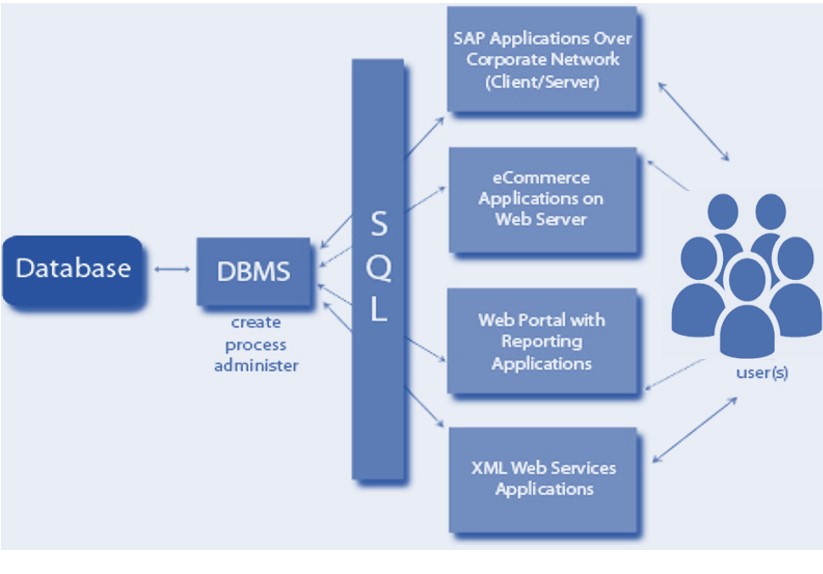 Database
DBMS
create
process
administer
S
Q
L
SAP Applications Over
Corporate Network
(Client/Server)
eCommerce
Applications on
Web Server
Web Portal with
Reporting
Applications
XML Web Services
Applications
user(s)